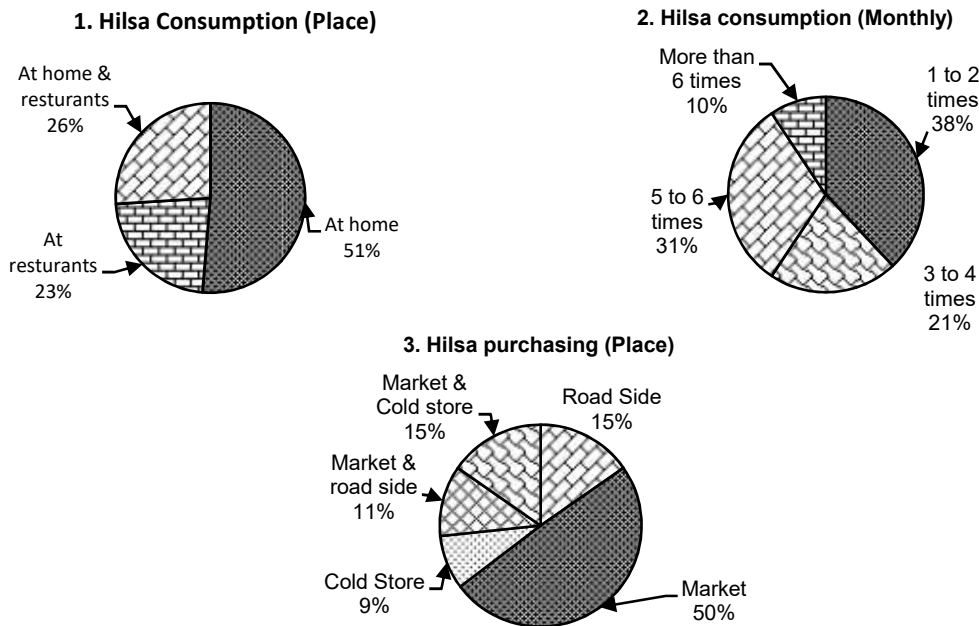 1. Hilsa Consumption (Place)
At home &
resturants
26%
At
resturants
23%
At home
51%
2. Hilsa consumption (Monthly)
More than
6 times
10%
1 to 2
times
38%
5 to 6
times
31%
3 to 4
times
21%
3. Hilsa purchasing (Place)
Market &
Cold store
15%
Road Side
15%
Market &
road side
11%
Cold Store
9%
Market
50%